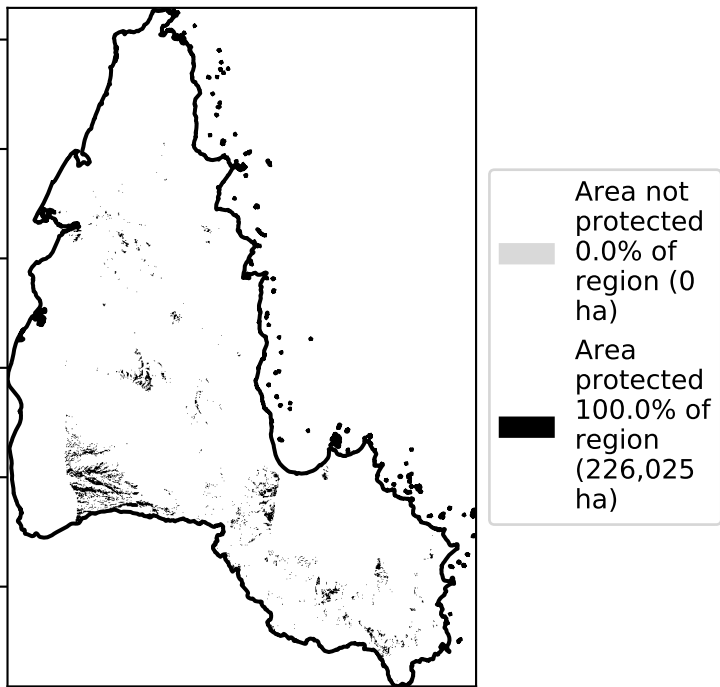 Area not
protected
0.0% of
region (0
ha)
Area
protected
100.0% of
region
(226,025
ha)